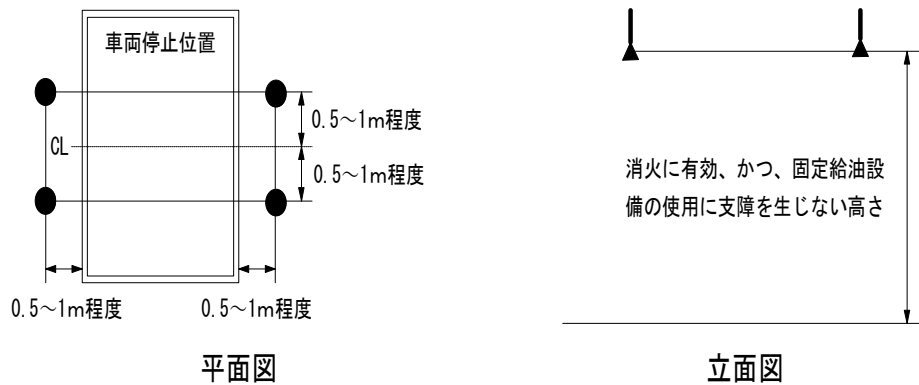 車両停止位置
0.5～1m程度
CL
0.5～1m程度
0.5～1m程度
0.5～1m程度
平面図
消火に有効、かつ、固定給油設
備の使用に支障を生じない高さ
立面図